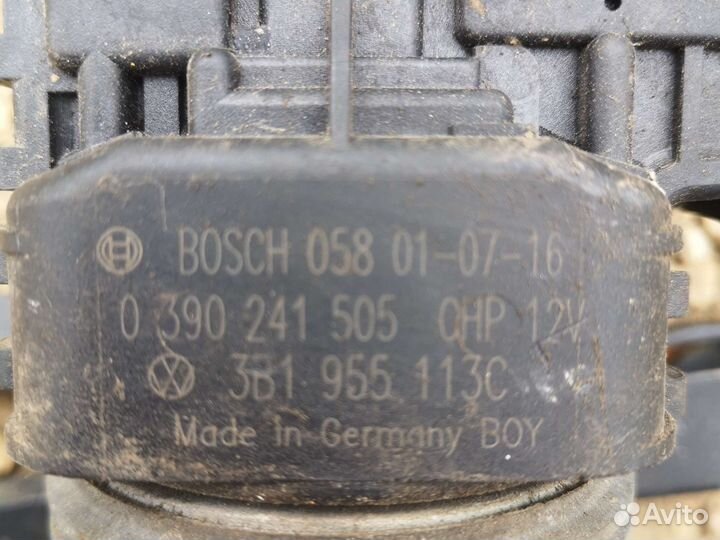 BOSCH 058 01-07-16
0 390 241 505 CHP 12V
3B1 955 113C
Made in Germany BOY
Avito